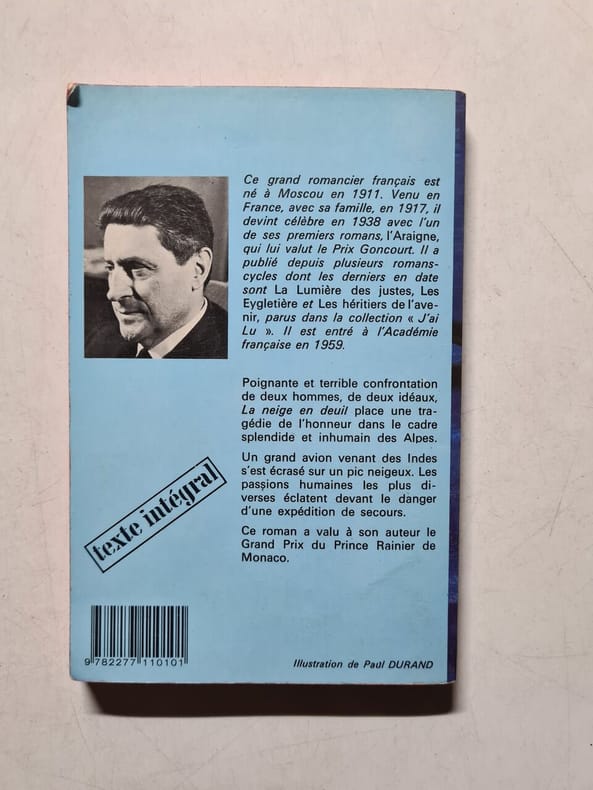 Ce grand romancier français est
né à Moscou en 1911. Venu en
France, avec sa famille, en 1917, il
devint célèbre en 1938 avec l'un
de ses premiers romans, l'Araigne,
qui lui valut le Prix Goncourt. Il a
publié depuis plusieurs romans-
cycles dont les derniers en date
sont La Lumière des justes, Les
Eygletière et Les héritiers de l'ave-
nir, parus dans la collection « J'ai
Lu ». Il est entré à l'Académie
française en 1959.
Poignante et terrible confrontation
de deux hommes, de deux idéaux,
La neige en deuil place une tra-
gédie de l'honneur dans le cadre
splendide et inhumain des Alpes.
Un grand avion venant des Indes
s'est écrasé sur un pic neigeux. Les
passions humaines les plus di-
verses éclatent devant le danger
d'une expédition de secours.
Ce roman a valu à son auteur le
Grand Prix du Prince Rainier de
Monaco.
texte intégral
9 782277 110101
Illustration de Paul DURAND